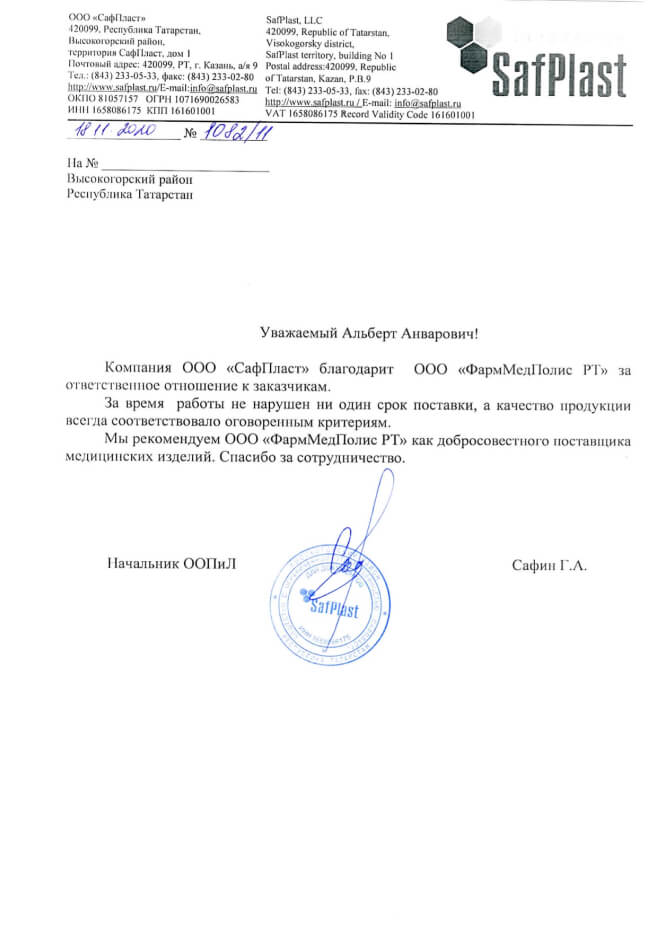 ООО «СафПласт»
420099, Республика Татарстан,
Высокогорский район,
территория СафПласт, дом 1
Почтовый адрес: 420099, РТ, г. Казань, а/я 9
Тел.: (843) 233-05-33, факс: (843) 233-02-80
http://www.safplast.ru/E-mail:info@safplast.ru
ОКПО 81057157 ОГРН 1071690026583
ИНН 1658086175 КПП 161601001
SafPlast, LLC
420099, Republic of Tatarstan,
Visokogorsky district,
SafPlast territory, building No 1
Postal address:420099, Republic
of Tatarstan, Kazan, P.B.9
Tel: (843) 233-05-33, fax: (843) 233-02-80
http://www.safplast.ru / E-mail: info@safplast.ru
VAT 1658086175 Record Validity Code 161601001
SafPlast
18 11 2020 № 1082/11
На №
Высокогорский район
Республика Татарстан
Уважаемый Альберт Анварович!
Компания ООО «СафПласт» благодарит ООО «ФармМедПолис РТ» за
ответственное отношение к заказчикам.
За время работы не нарушен ни один срок поставки, а качество продукции
всегда соответствовало оговоренным критериям.
Мы рекомендуем ООО «ФармМедПолис РТ» как добросовестного поставщика
медицинских изделий. Спасибо за сотрудничество.
Начальник ООПиЛ
Сафин Г.А.
SafPlast